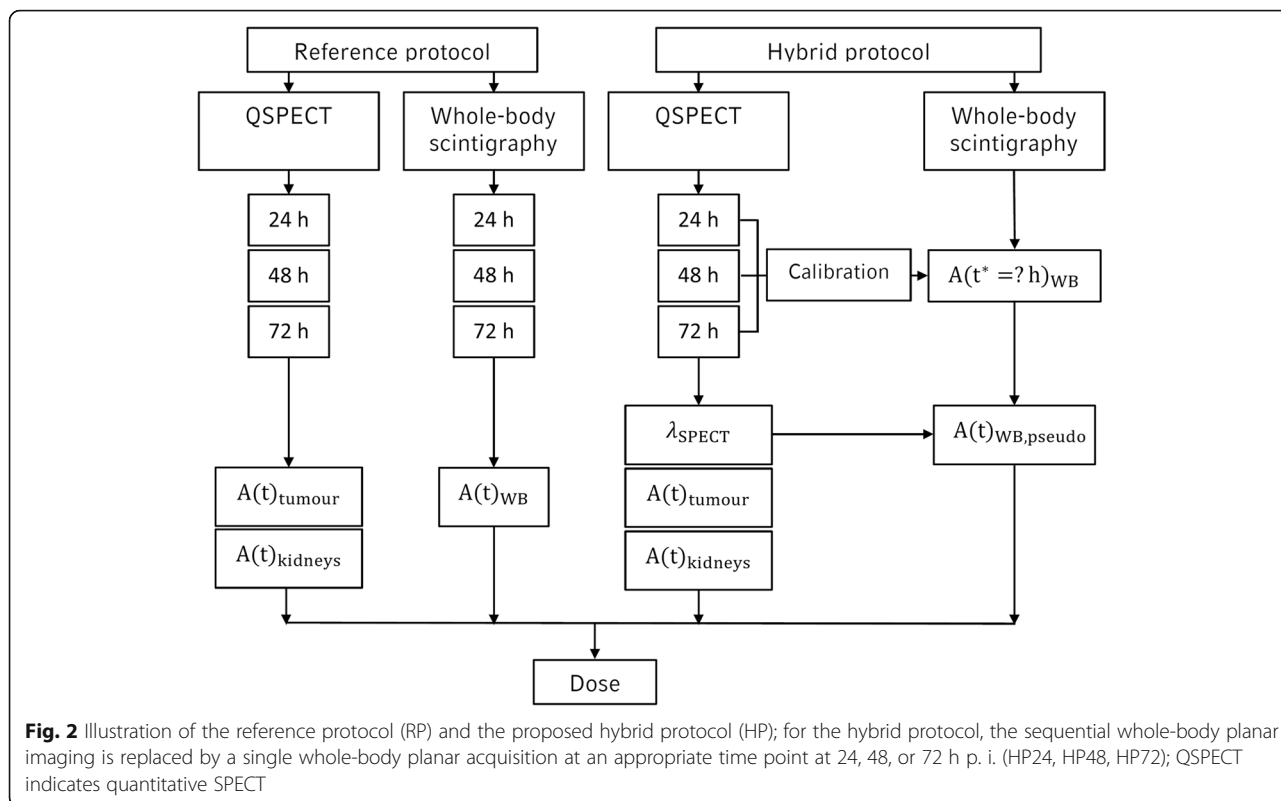 Reference protocol
Hybrid protocol
QSPECT
Whole-body
scintigraphy
QSPECT
Whole-body
scintigraphy
24 h
48 h
72 h
24 h
48 h
72 h
24 h
48 h
72 h
Calibration
A(t* =? h)WB
λSPECT
A(t)WB,pseudo
A(t)tumour
A(t)kidneys
A(t)WB
A(t)tumour
A(t)kidneys
Dose
Fig. 2 Illustration of the reference protocol (RP) and the proposed hybrid protocol (HP); for the hybrid protocol, the sequential whole-body planar
imaging is replaced by a single whole-body planar acquisition at an appropriate time point at 24, 48, or 72 h p. i. (HP24, HP48, HP72); QSPECT
indicates quantitative SPECT